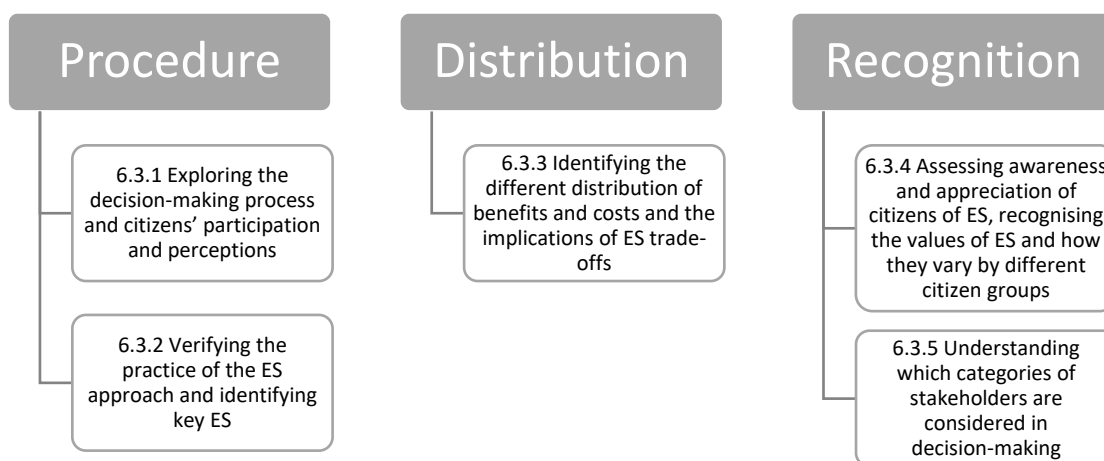 Procedure
6.3.1 Exploring the
decision-making process
and citizens’ participation
and perceptions
6.3.2 Verifying the
practice of the ES
approach and identifying
key ES
Distribution
6.3.3 Identifying the
different distribution of
benefits and costs and the
implications of ES trade-
offs
Recognition
6.3.4 Assessing awareness
and appreciation of
citizens of ES, recognising
the values of ES and how
they vary by different
citizen groups
6.3.5 Understanding
which categories of
stakeholders are
considered in
decision-making